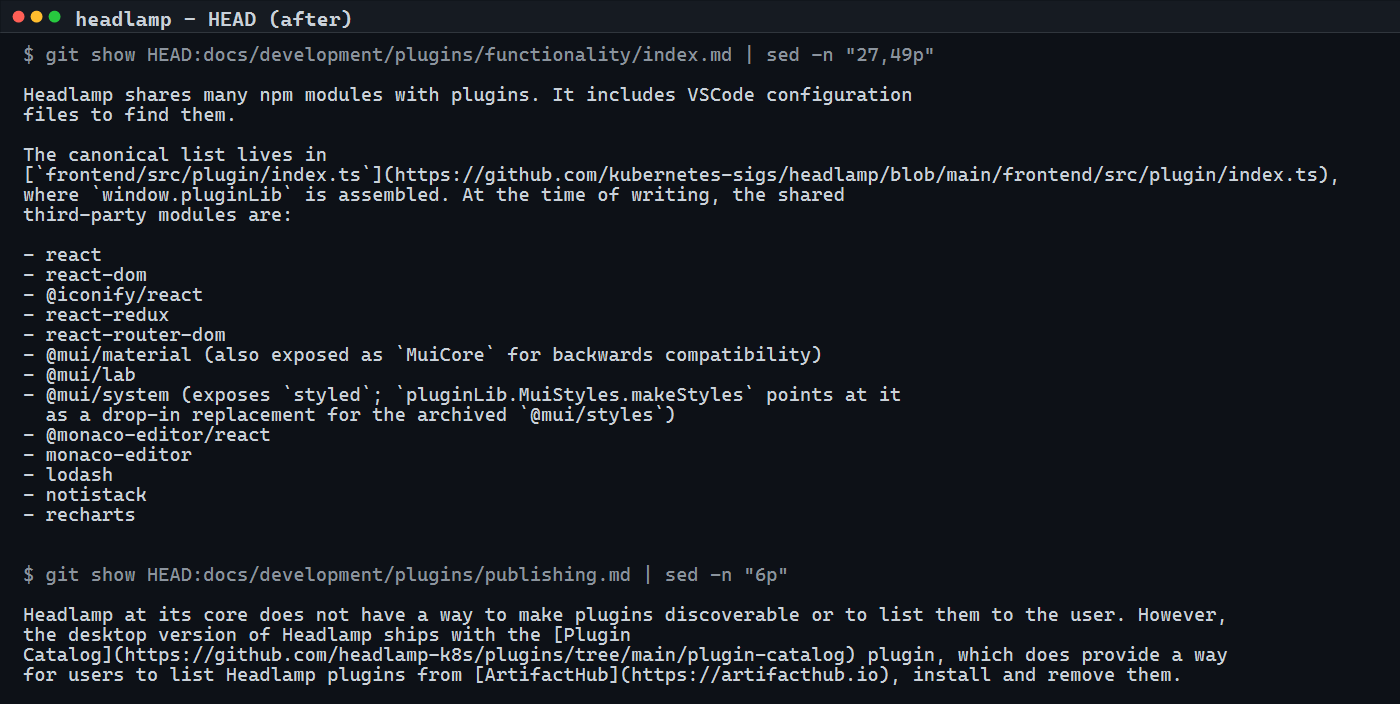 headlamp - HEAD (after)
$ git show HEAD:docs/development/plugins/functionality/index.md | sed -n "27,49p"
Headlamp shares many npm modules with plugins. It includes VSCode configuration
files to find them.
The canonical list lives in
[`frontend/src/plugin/index.ts`](https://github.com/kubernetes-sigs/headlamp/blob/main/frontend/src/plugin/index.ts),
where `window.pluginLib` is assembled. At the time of writing, the shared
third-party modules are:
- react
- react-dom
- @iconify/react
- react-redux
- react-router-dom
- @mui/material (also exposed as `MuiCore` for backwards compatibility)
- @mui/lab
- @mui/system (exposes `styled`; `pluginLib.MuiStyles.makeStyles` points at it
  as a drop-in replacement for the archived `@mui/styles`)
- @monaco-editor/react
- monaco-editor
- lodash
- notistack
- recharts
$ git show HEAD:docs/development/plugins/publishing.md | sed -n "6p"
Headlamp at its core does not have a way to make plugins discoverable or to list them to the user. However,
the desktop version of Headlamp ships with the [Plugin
Catalog](https://github.com/headlamp-k8s/plugins/tree/main/plugin-catalog) plugin, which does provide a way
for users to list Headlamp plugins from [ArtifactHub](https://artifacthub.io), install and remove them.